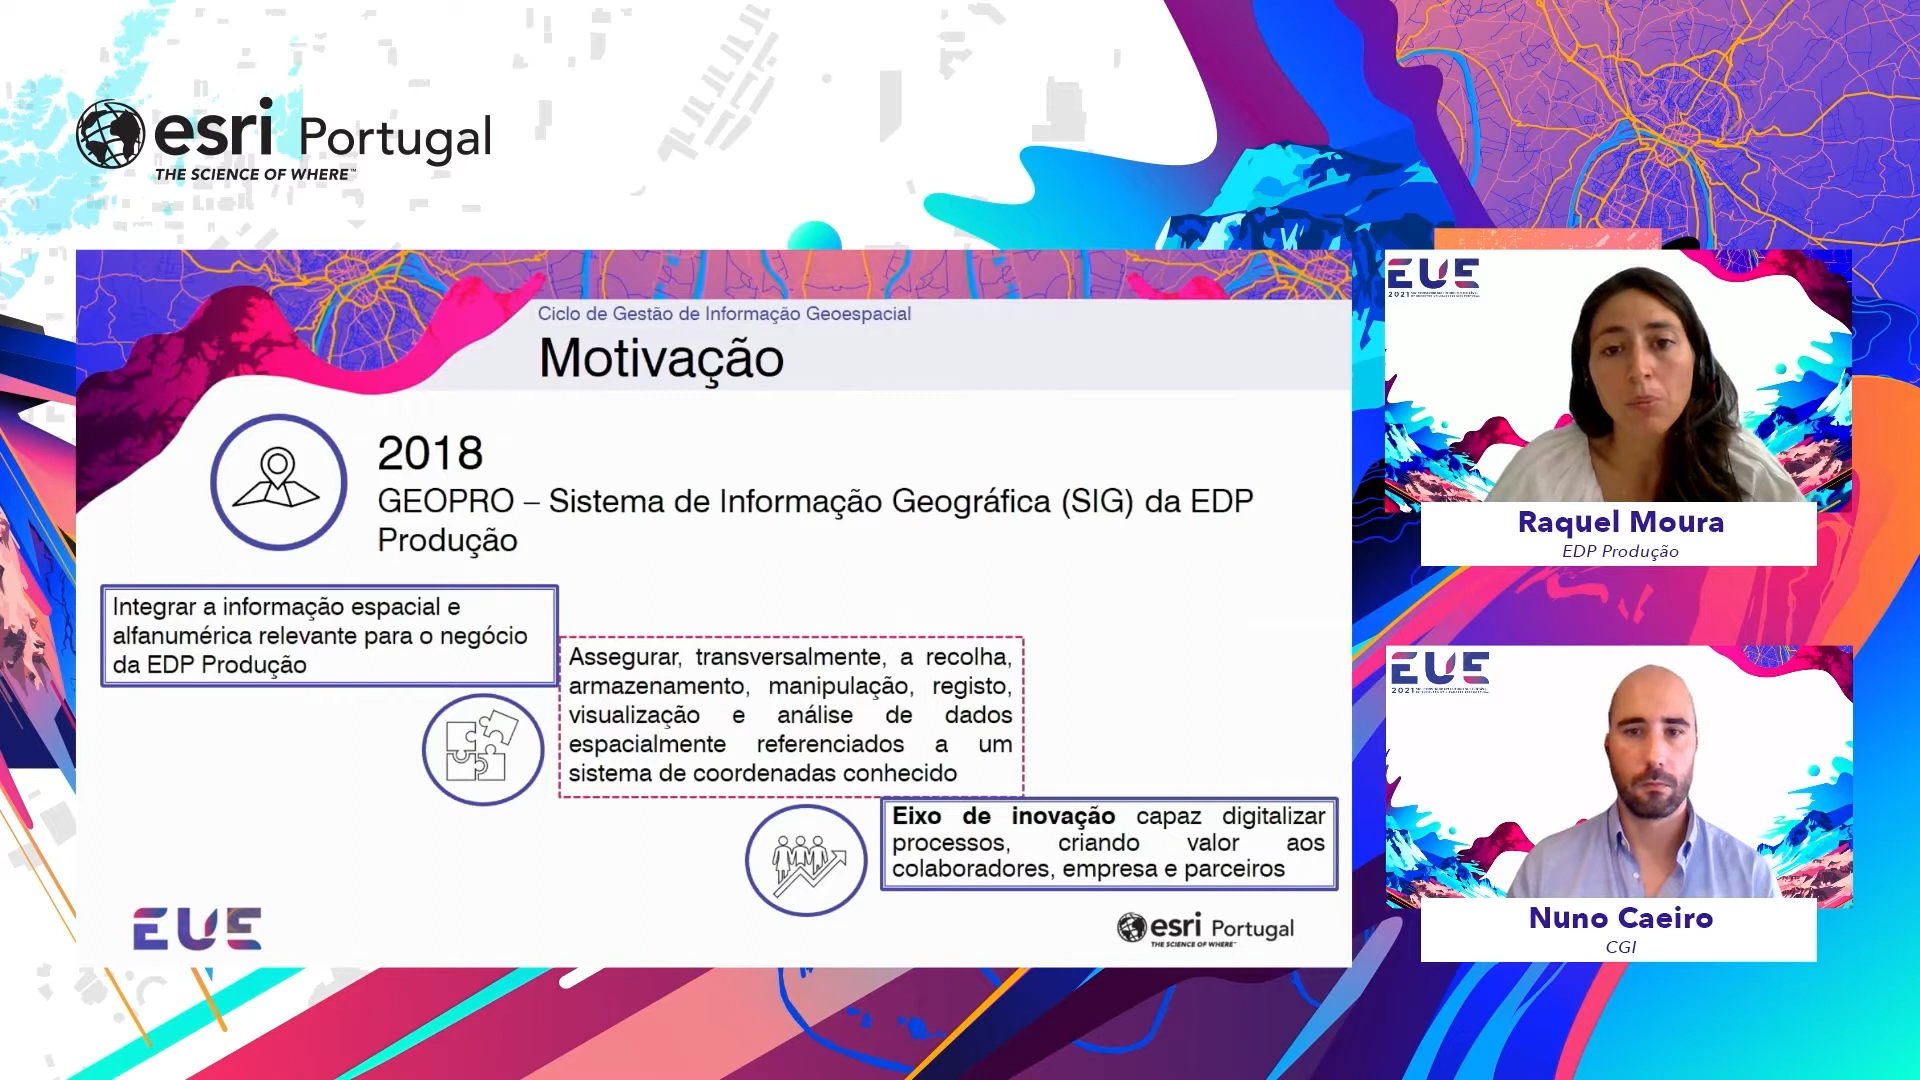 esri Portugal
THE SCIENCE OF WHERE™
Ciclo de Gestão de Informação Geoespacial
Motivação
2018
GEOPRO – Sistema de Informação Geográfica (SIG) da EDP
Produção
Integrar a informação espacial e
alfanumérica relevante para o negócio
da EDP Produção
Assegurar, transversalmente, a recolha,
armazenamento, manipulação, registo,
visualização e análise de dados
espacialmente referenciados a um
sistema de coordenadas conhecido
Eixo de inovação capaz digitalizar
processos, criando valor aos
colaboradores, empresa e parceiros
EUE
esri Portugal
THE SCIENCE OF WHERE™
EUE
2021
Raquel Moura
EDP Produção
EUE
2021
Nuno Caeiro
CGI